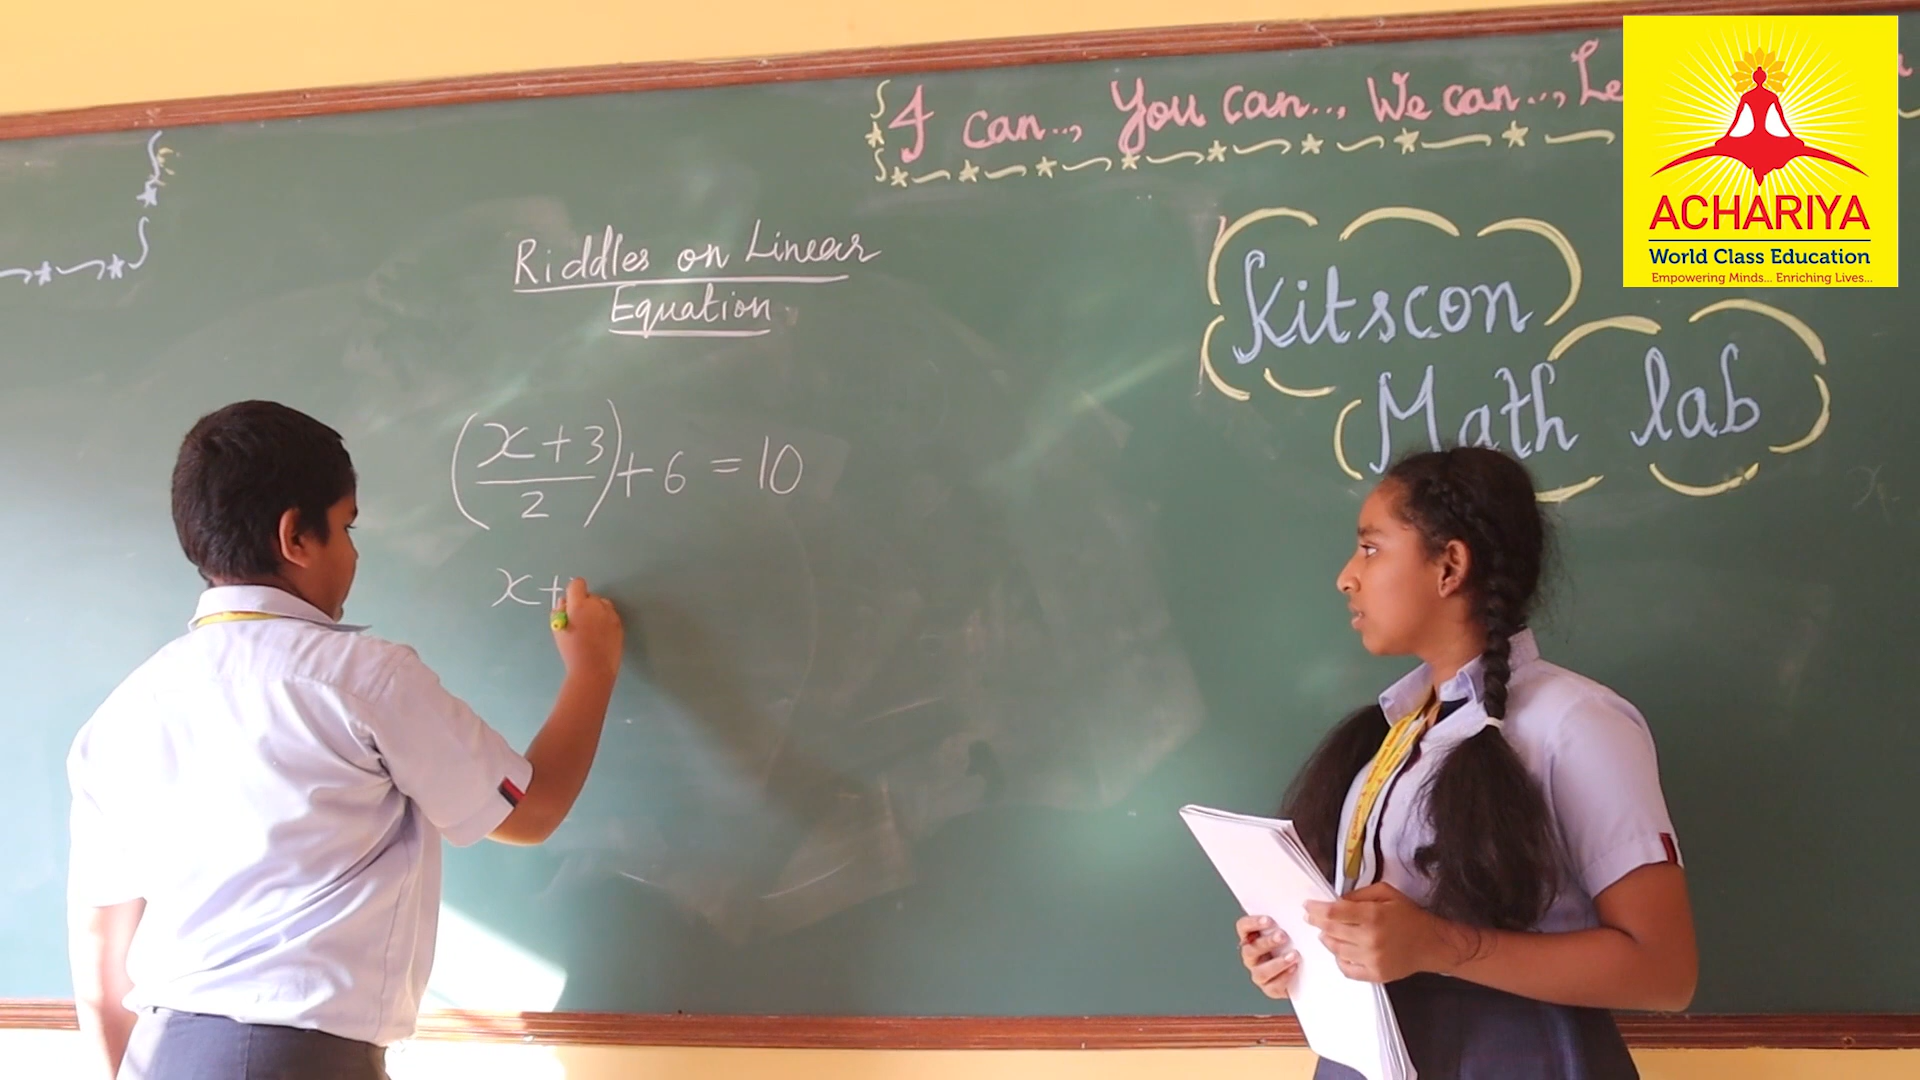 I can.., You can..., We can..., Le
Riddles on Linear
Equation
Kitscon
Math lab
(x+3/2)+6=10
x+
ACHARIYA
World Class Education
Empowering Minds... Enriching Lives...